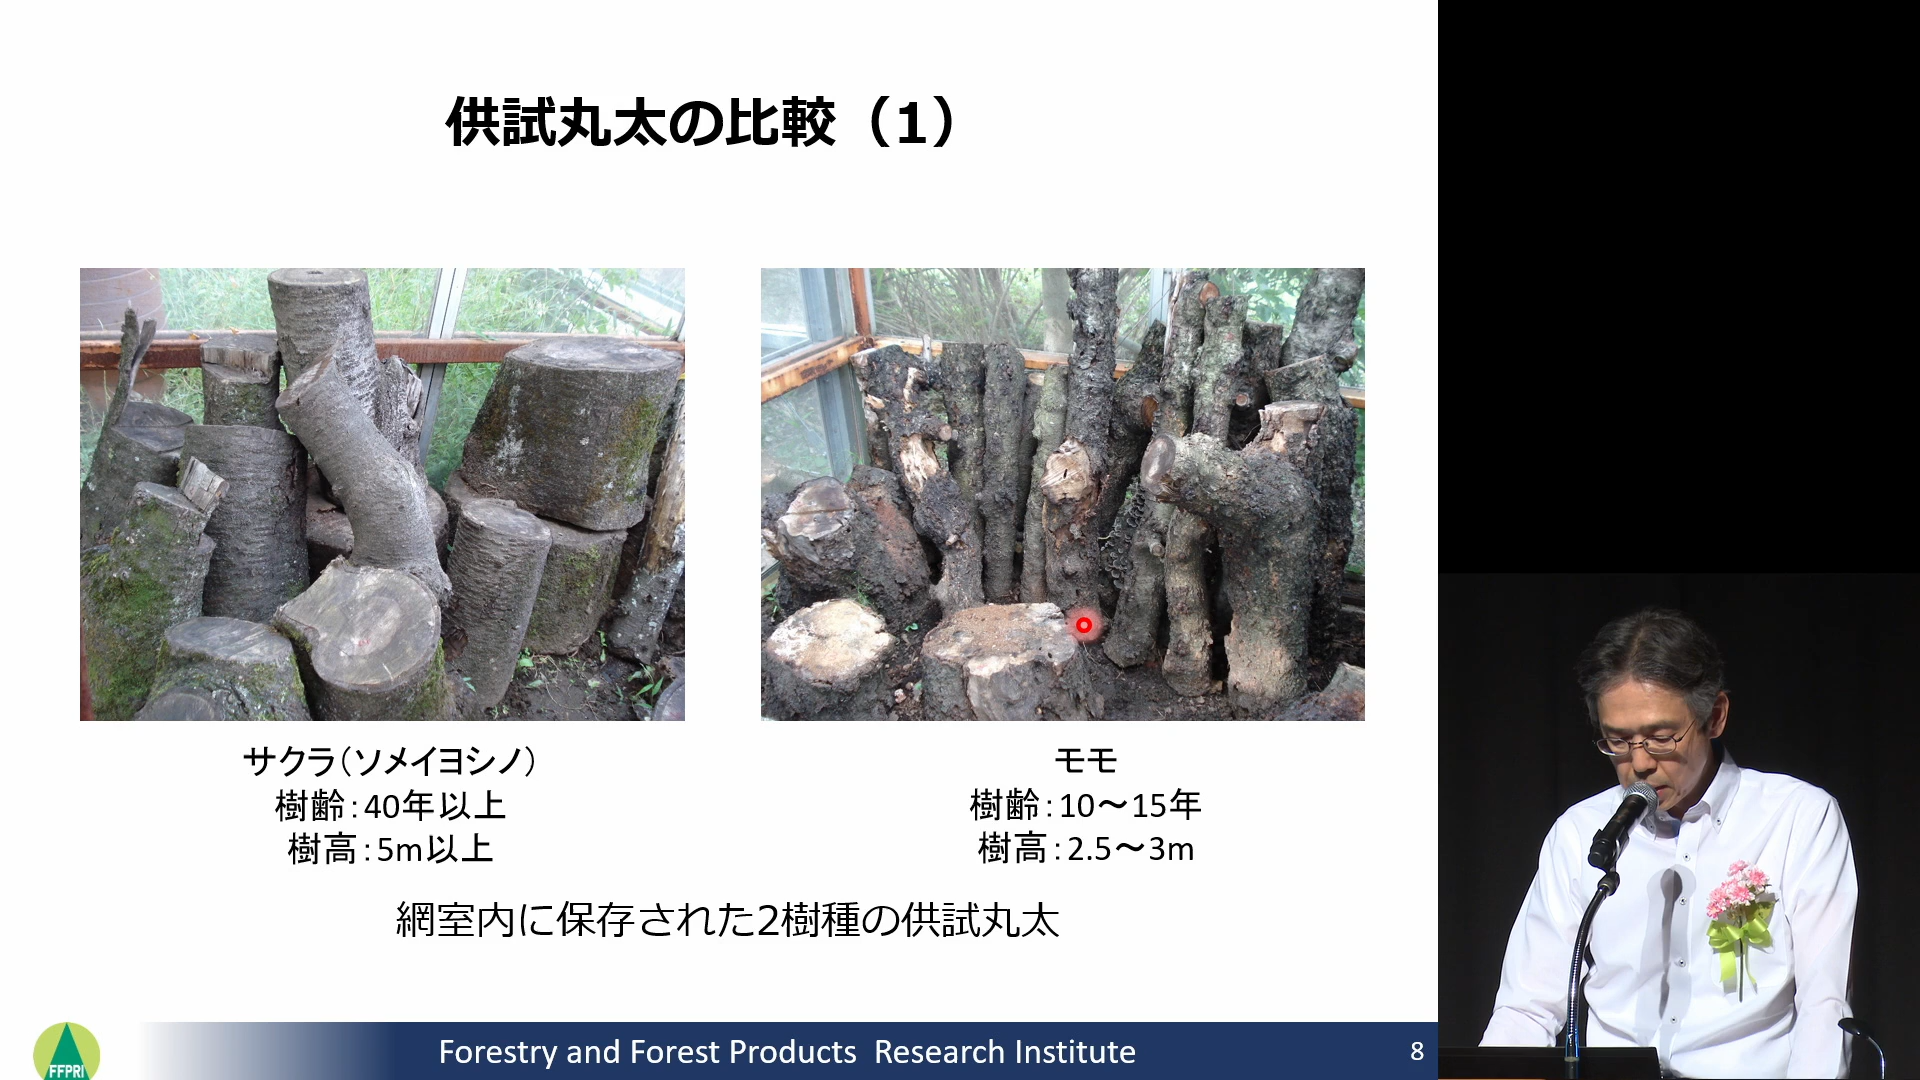 供試丸太の比較（1）
サクラ（ソメイヨシノ）
樹齢：40年以上
樹高：5m以上
モモ
樹齢：10～15年
樹高：2.5～3m
網室内に保存された2樹種の供試丸太
FFPRI
Forestry and Forest Products Research Institute
8